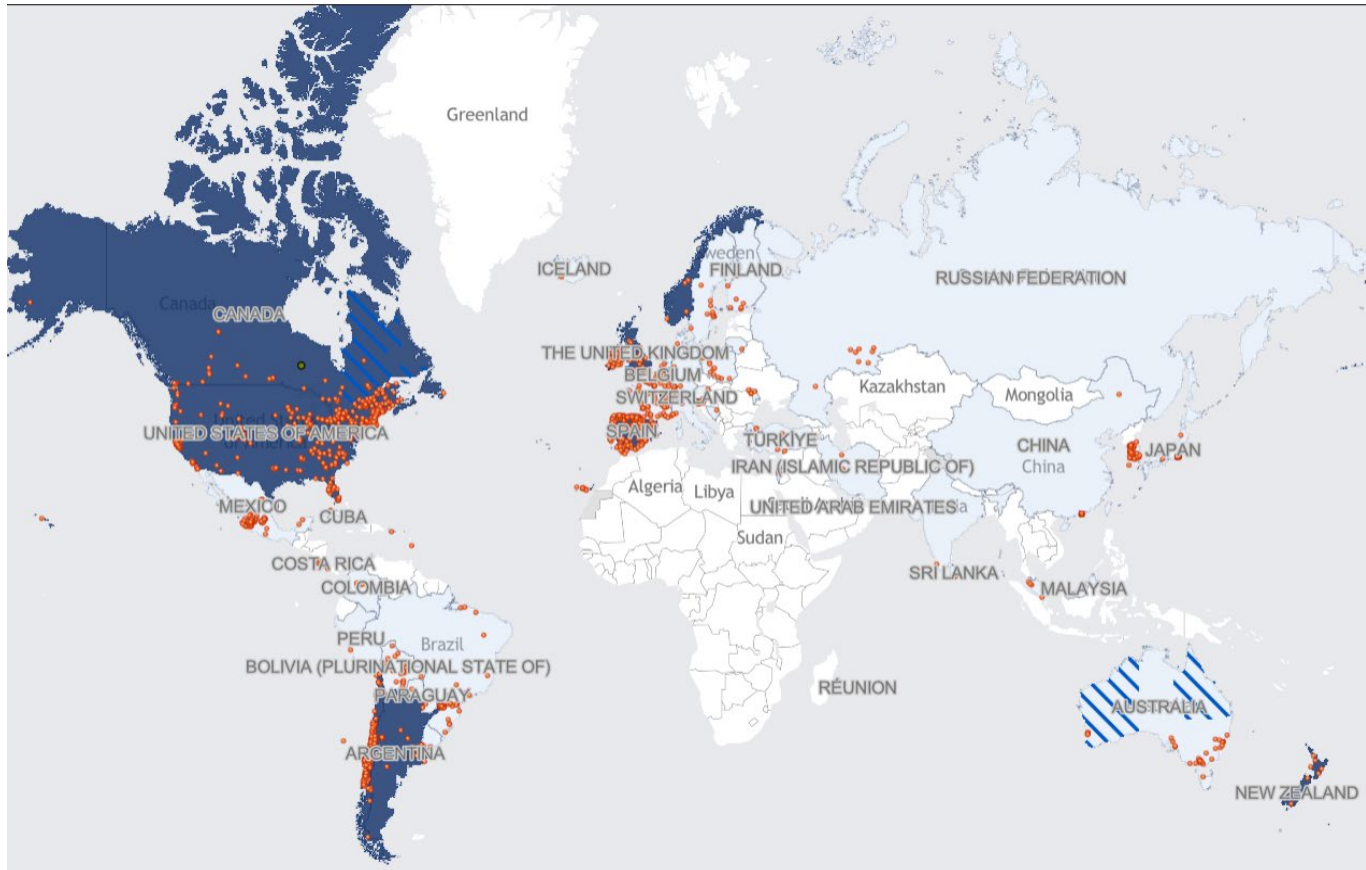 Greenland
ICELAND
weden
FINLAND
RUSSIAN FEDERATION
Canada
CANADA
THE UNITED KINGDOM
BELGIUM
SWITZERLAND
Kazakhstan
Mongolia
UNITED STATES OF AMERICA
SPAIN
TÜRKİYE
CHINA
China
JAPAN
IRAN (ISLAMIC REPUBLIC OF)
Algeria
Libya
MEXICO
CUBA
UNITED ARAB EMIRATES
Sudan
COSTA RICA
COLOMBIA
SRI LANKA
MALAYSIA
PERU
Brazil
BOLIVIA (PLURINATIONAL STATE OF)
PARAGUAY
RÉUNION
AUSTRALIA
ARGENTINA
NEW ZEALAND